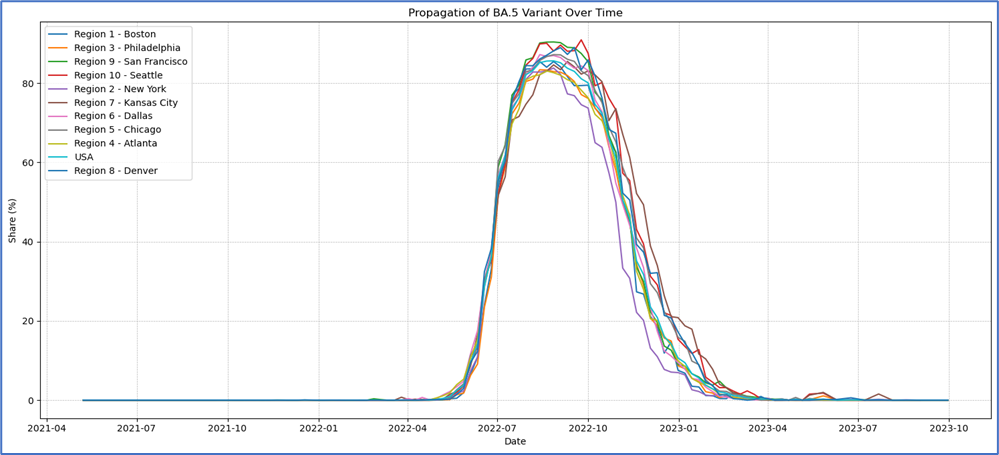 Propagation of BA.5 Variant Over Time
Region 1 - Boston
Region 3 - Philadelphia
Region 9 - San Francisco
Region 10 - Seattle
Region 2 - New York
Region 7 - Kansas City
Region 6 - Dallas
Region 5 - Chicago
Region 4 - Atlanta
USA
Region 8 - Denver
80
60
40
20
0
Share (%)
2021-04 2021-07 2021-10 2022-01 2022-04 2022-07 2022-10 2023-01 2023-04 2023-07 2023-10
Date